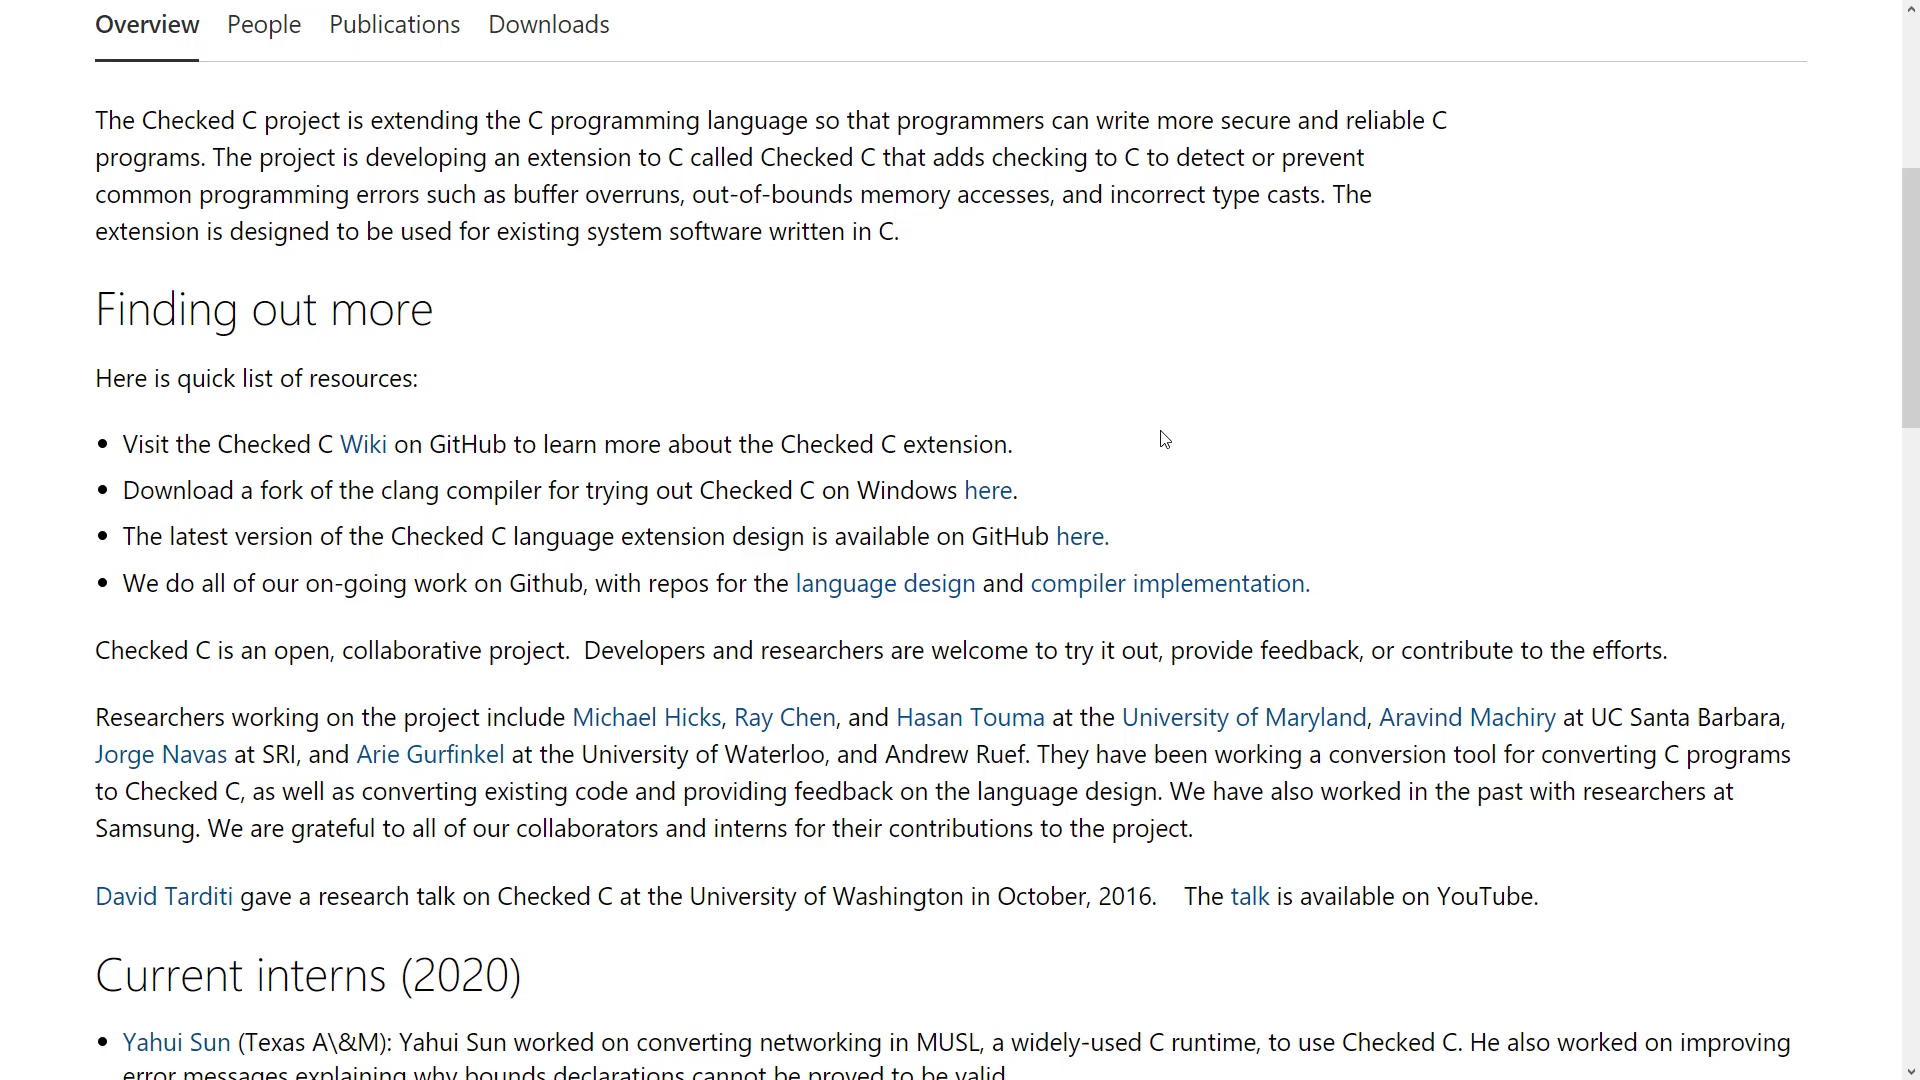 Overview People Publications Downloads
The Checked C project is extending the C programming language so that programmers can write more secure and reliable C
programs. The project is developing an extension to C called Checked C that adds checking to C to detect or prevent
common programming errors such as buffer overruns, out-of-bounds memory accesses, and incorrect type casts. The
extension is designed to be used for existing system software written in C.
Finding out more
Here is quick list of resources:
• Visit the Checked C Wiki on GitHub to learn more about the Checked C extension.
• Download a fork of the clang compiler for trying out Checked C on Windows here.
• The latest version of the Checked C language extension design is available on GitHub here.
• We do all of our on-going work on Github, with repos for the language design and compiler implementation.
Checked C is an open, collaborative project.  Developers and researchers are welcome to try it out, provide feedback, or contribute to the efforts.
Researchers working on the project include Michael Hicks, Ray Chen, and Hasan Touma at the University of Maryland, Aravind Machiry at UC Santa Barbara,
Jorge Navas at SRI, and Arie Gurfinkel at the University of Waterloo, and Andrew Ruef. They have been working a conversion tool for converting C programs
to Checked C, as well as converting existing code and providing feedback on the language design. We have also worked in the past with researchers at
Samsung. We are grateful to all of our collaborators and interns for their contributions to the project.
David Tarditi gave a research talk on Checked C at the University of Washington in October, 2016.    The talk is available on YouTube.
Current interns (2020)
• Yahui Sun (Texas A\&M): Yahui Sun worked on converting networking in MUSL, a widely-used C runtime, to use Checked C. He also worked on improving
error messages explaining why bounds declarations cannot be proved to be valid.